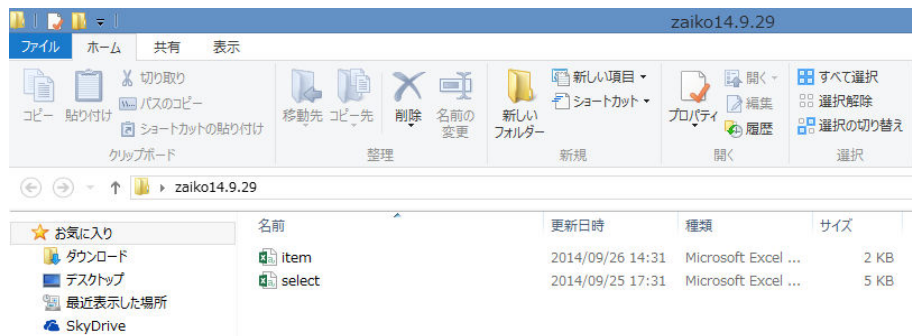 zaiko14.9.29
ファイル ホーム 共有 表示
コピー 貼り付け 切り取り パスのコピー ショートカットの貼り付け
移動先 コピー先 削除 名前の変更
新しいフォルダー 新しい項目 ショートカット
プロパティ 開く 編集 履歴
すべて選択 選択解除 選択の切り替え
クリップボード 整理 新規 開く 選択
zaiko14.9.29
名前 更新日時 種類 サイズ
お気に入り
ダウンロード
デスクトップ
最近表示した場所
SkyDrive
item 2014/09/26 14:31 Microsoft Excel ... 2 KB
select 2014/09/25 17:31 Microsoft Excel ... 5 KB